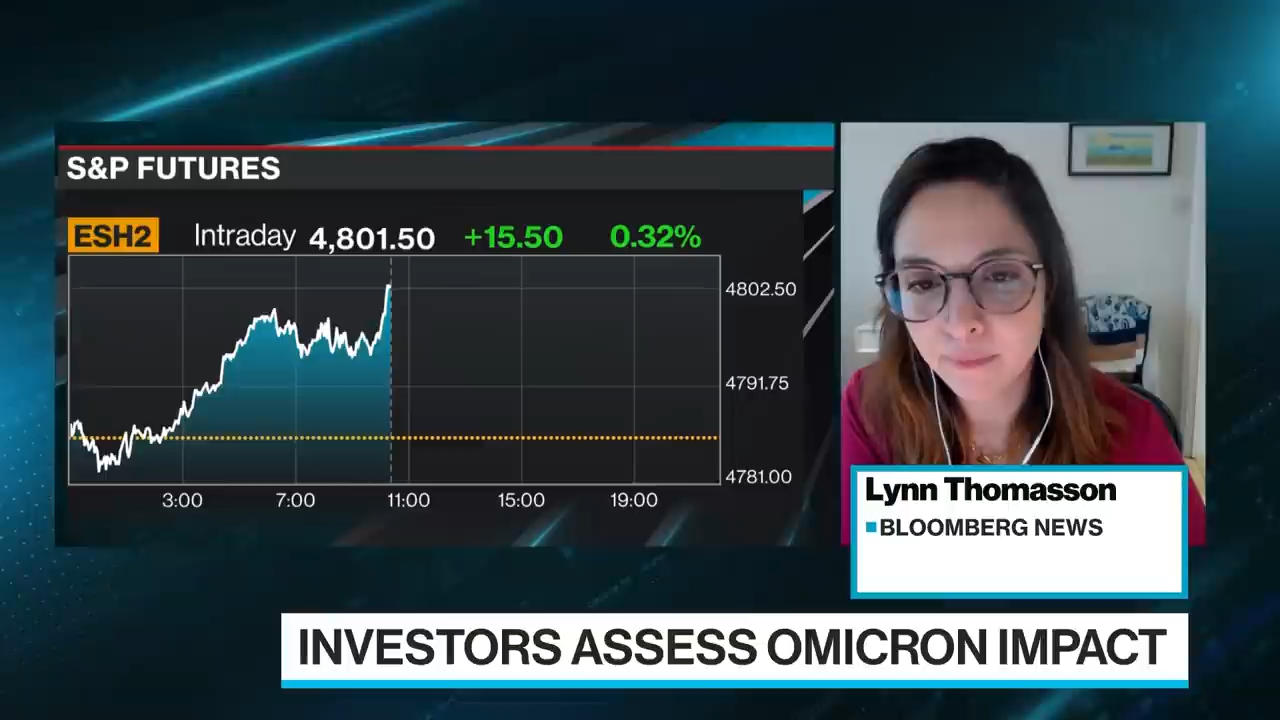 S&P FUTURES
ESH2 Intraday 4,801.50 +15.50 0.32%
4802.50
4791.75
4781.00
3:00 7:00 11:00 15:00 19:00
Lynn Thomasson
BLOOMBERG NEWS
INVESTORS ASSESS OMICRON IMPACT